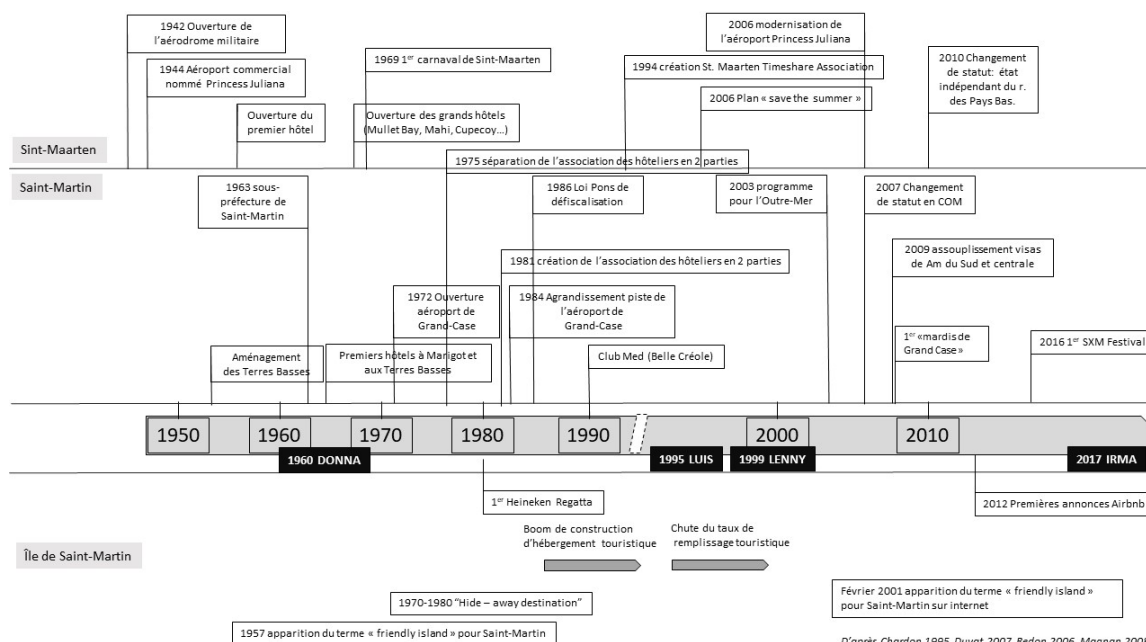 1942 Ouverture de
l'aérodrome militaire
1944 Aéroport commercial
nommé Princess Juliana
Ouverture du
premier hôtel
1969 1er carnaval de Sint-Maarten
Ouverture des grands hôtels
(Mullet Bay, Mahi, Cupecoy...)
2006 modernisation de
l'aéroport Princess Juliana
1994 création St. Maarten Timeshare Association
2006 Plan « save the summer »
2010 Changement
de statut: état
indépendant du r.
des Pays Bas.
Sint-Maarten
1975 séparation de l'association des hôteliers en 2 parties
Saint-Martin
1963 sous-
préfecture de
Saint-Martin
1986 Loi Pons de
défiscalisation
2003 programme
pour l'Outre-Mer
2007 Changement
de statut en COM
1981 création de l'association des hôteliers en 2 parties
2009 assouplissement visas
de Am du Sud et centrale
1972 Ouverture
aéroport de
Grand-Case
1984 Agrandissement piste de
l'aéroport de
Grand-Case
Aménagement
des Terres Basses
Premiers hôtels à Marigot et
aux Terres Basses
Club Med (Belle Créole)
1er «mardis de
Grand Case »
2016 1er SXM Festival
1950
1960
1970
1980
1990
2000
2010
1960 DONNA
1995 LUIS
1999 LENNY
2017 IRMA
1er Heineken Regatta
2012 Premières annonces Airbnb
Boom de construction
d'hébergement touristique
Chute du taux de
remplissage touristique
Île de Saint-Martin
1970-1980 "Hide – away destination"
Février 2001 apparition du terme « friendly island »
pour Saint-Martin sur internet
1957 apparition du terme « friendly island » pour Saint-Martin
D'après Chardon 1995, Duvat 2007, Redon 2006, Magnan 200